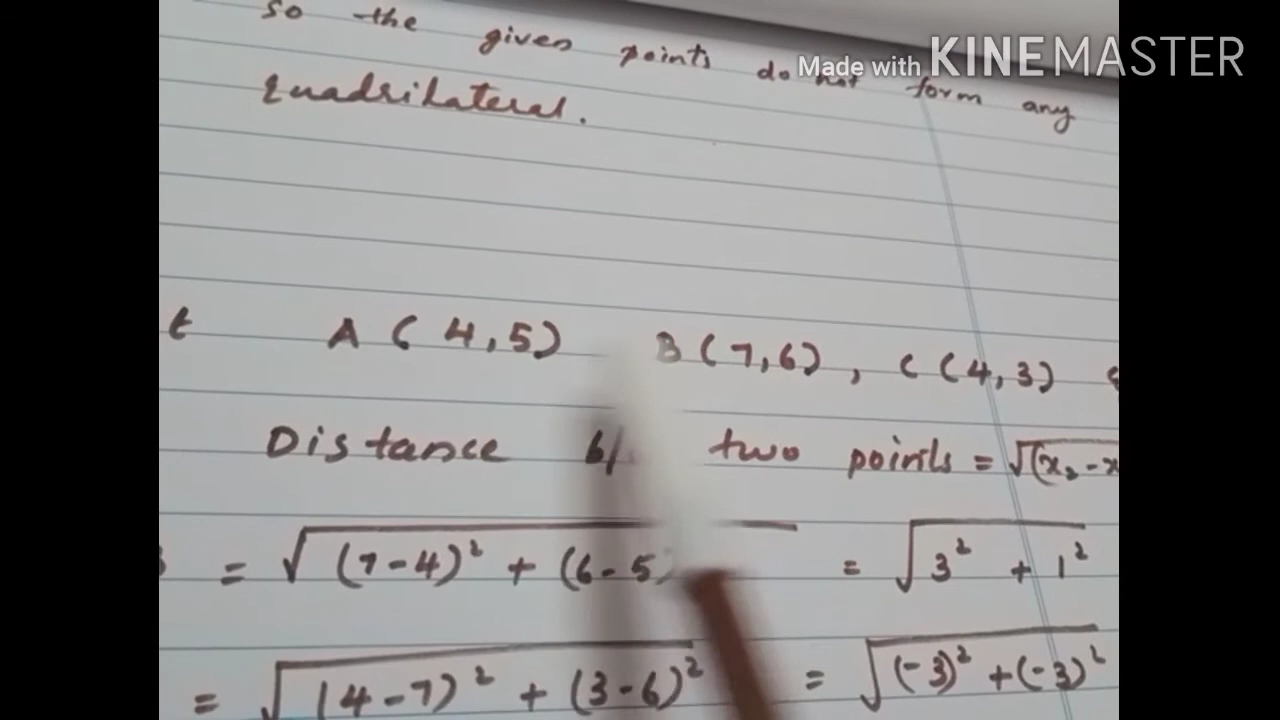 so the given points do not form any
Made with KINEMASTER
Quadrilateral.
t A ( 4,5) B ( 7,6) , C ( 4,3)
Distance b/ two points = √(x₂ - x
= √(7-4)² + (6-5) = √3² + 1²
= √(4-7)² + (3-6)² = √(-3)² + (-3)²